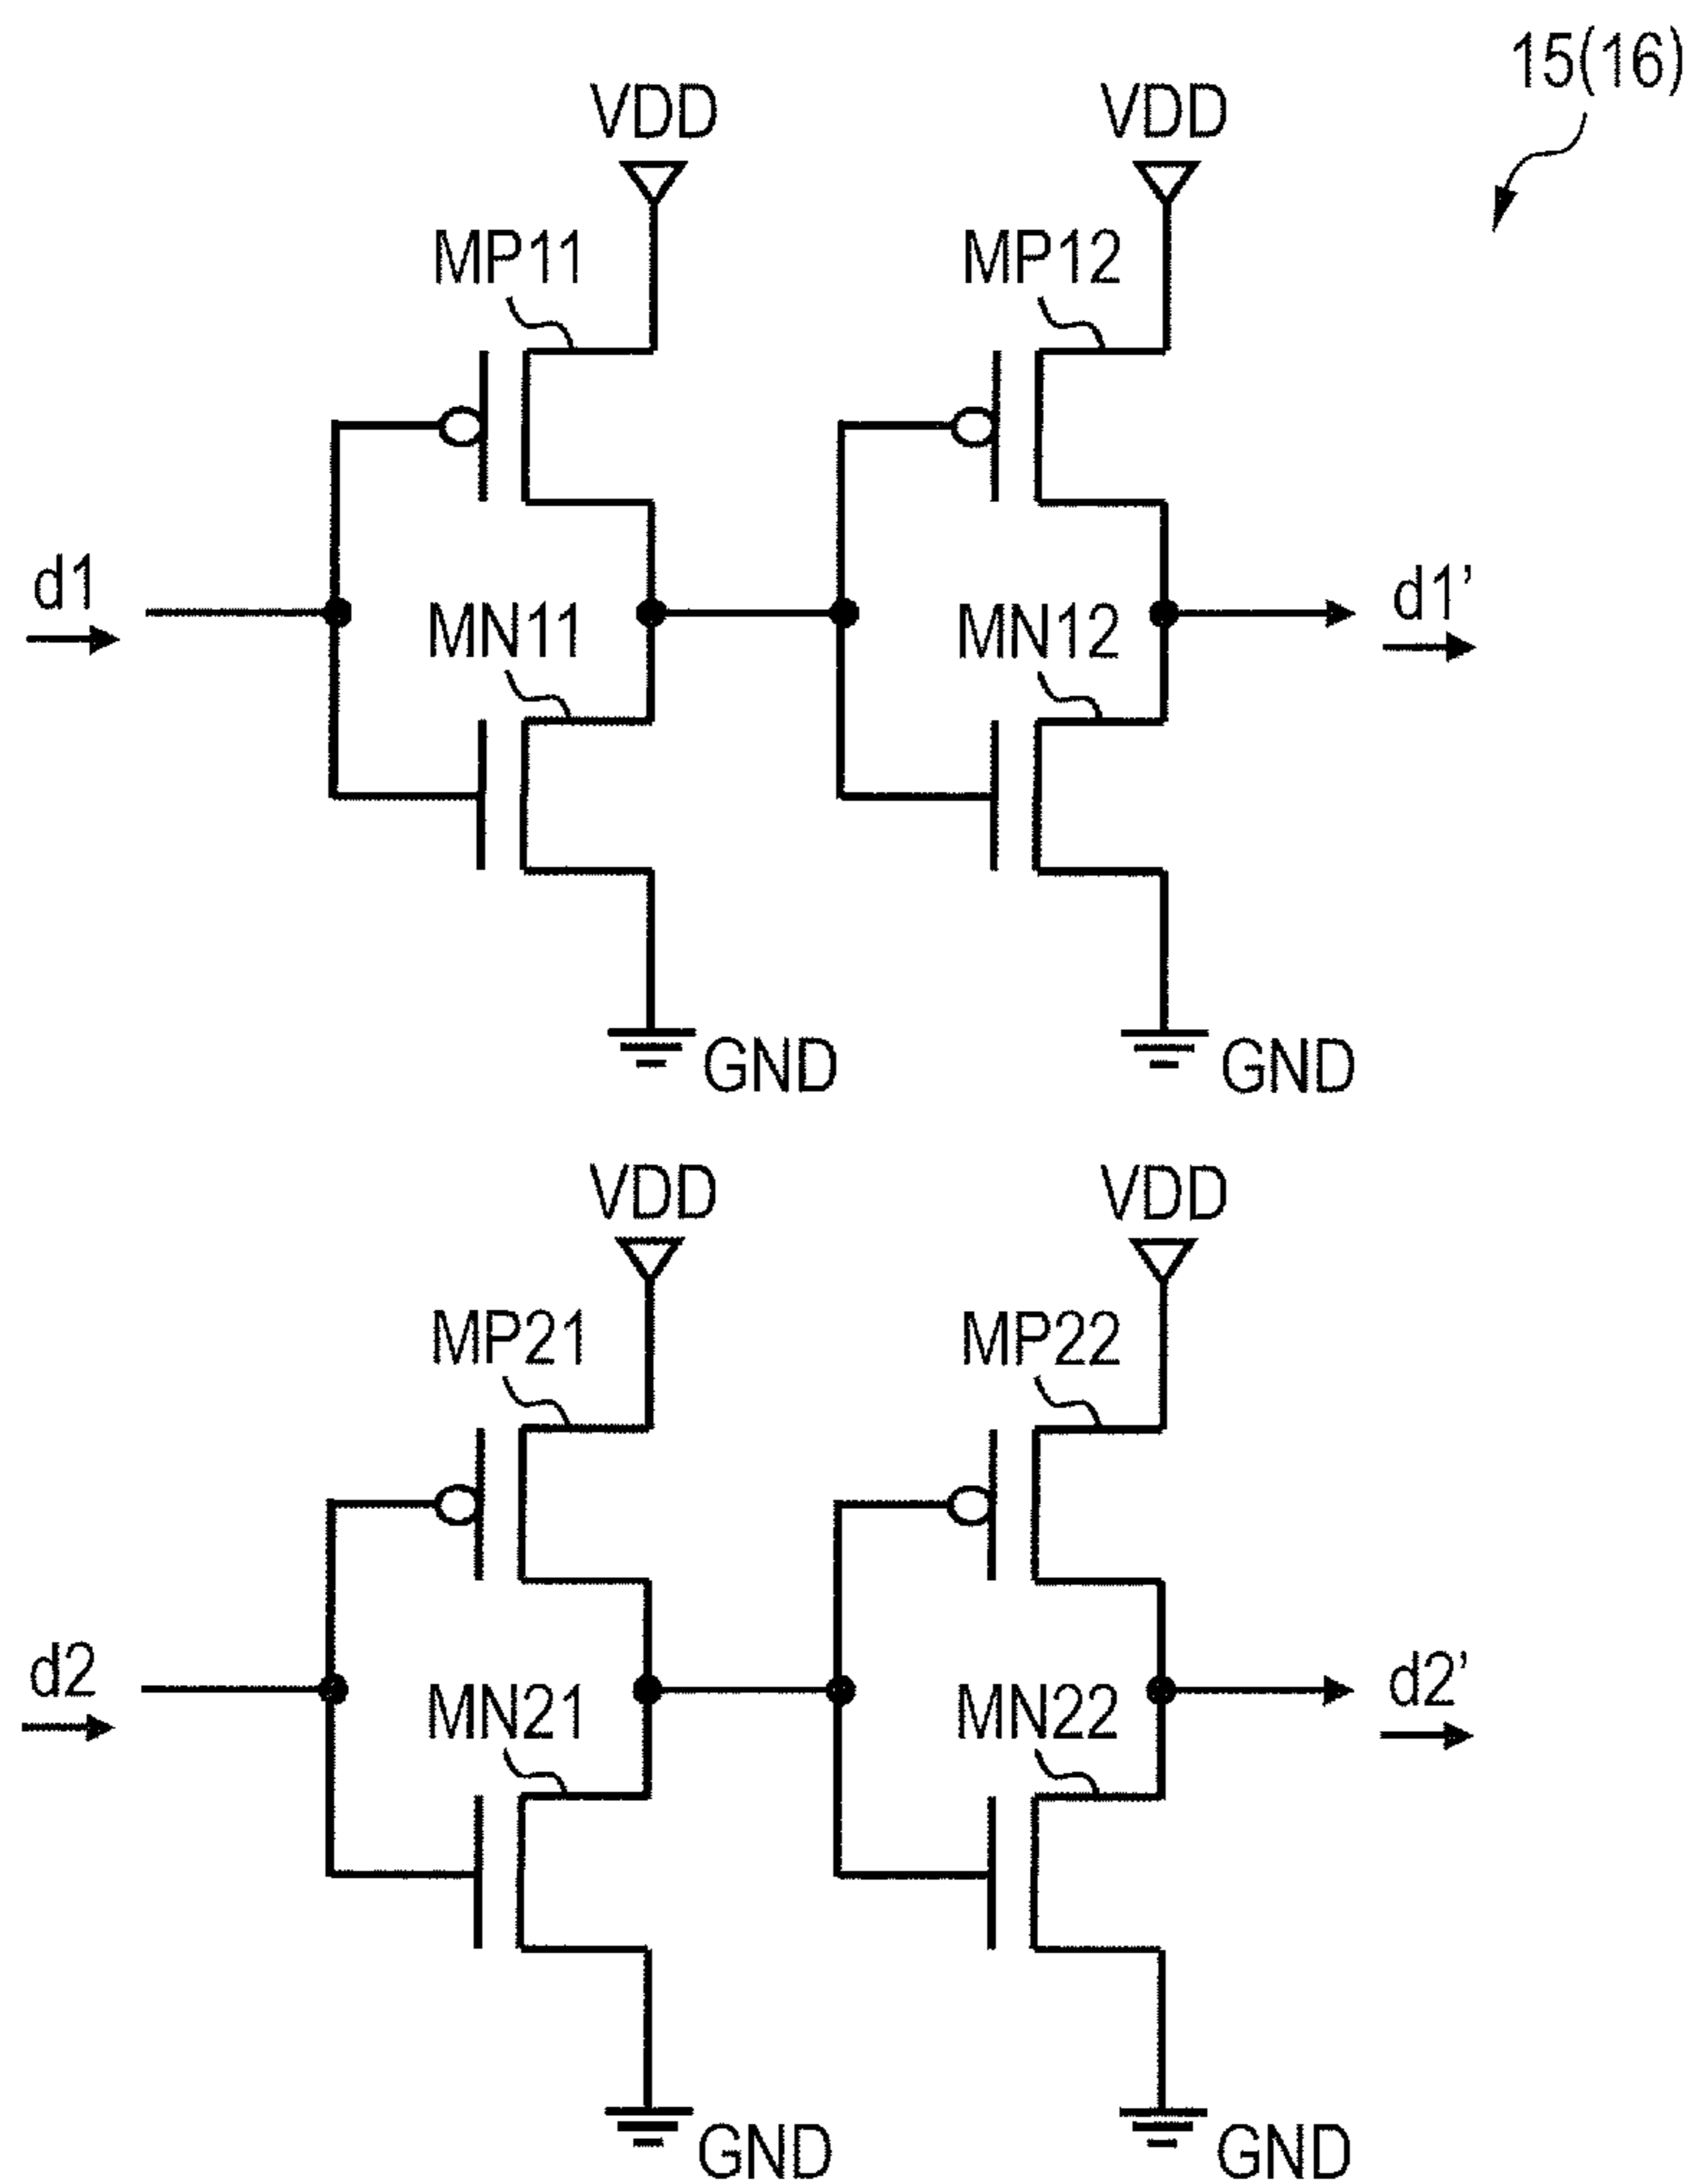 15(16)
VDD
VDD
MP11
MP12
d1
MN11
MN12
d1’
GND
GND
VDD
VDD
MP21
MP22
d2
MN21
MN22
d2’
GND
GND